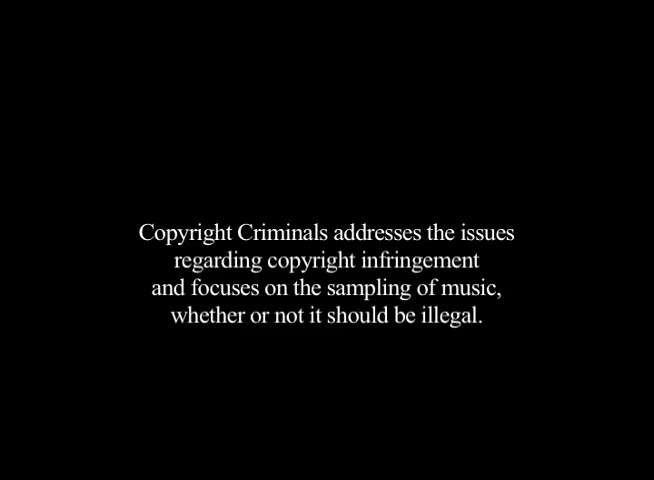 Copyright Criminals addresses the issues
regarding copyright infringement
and focuses on the sampling of music,
whether or not it should be illegal.